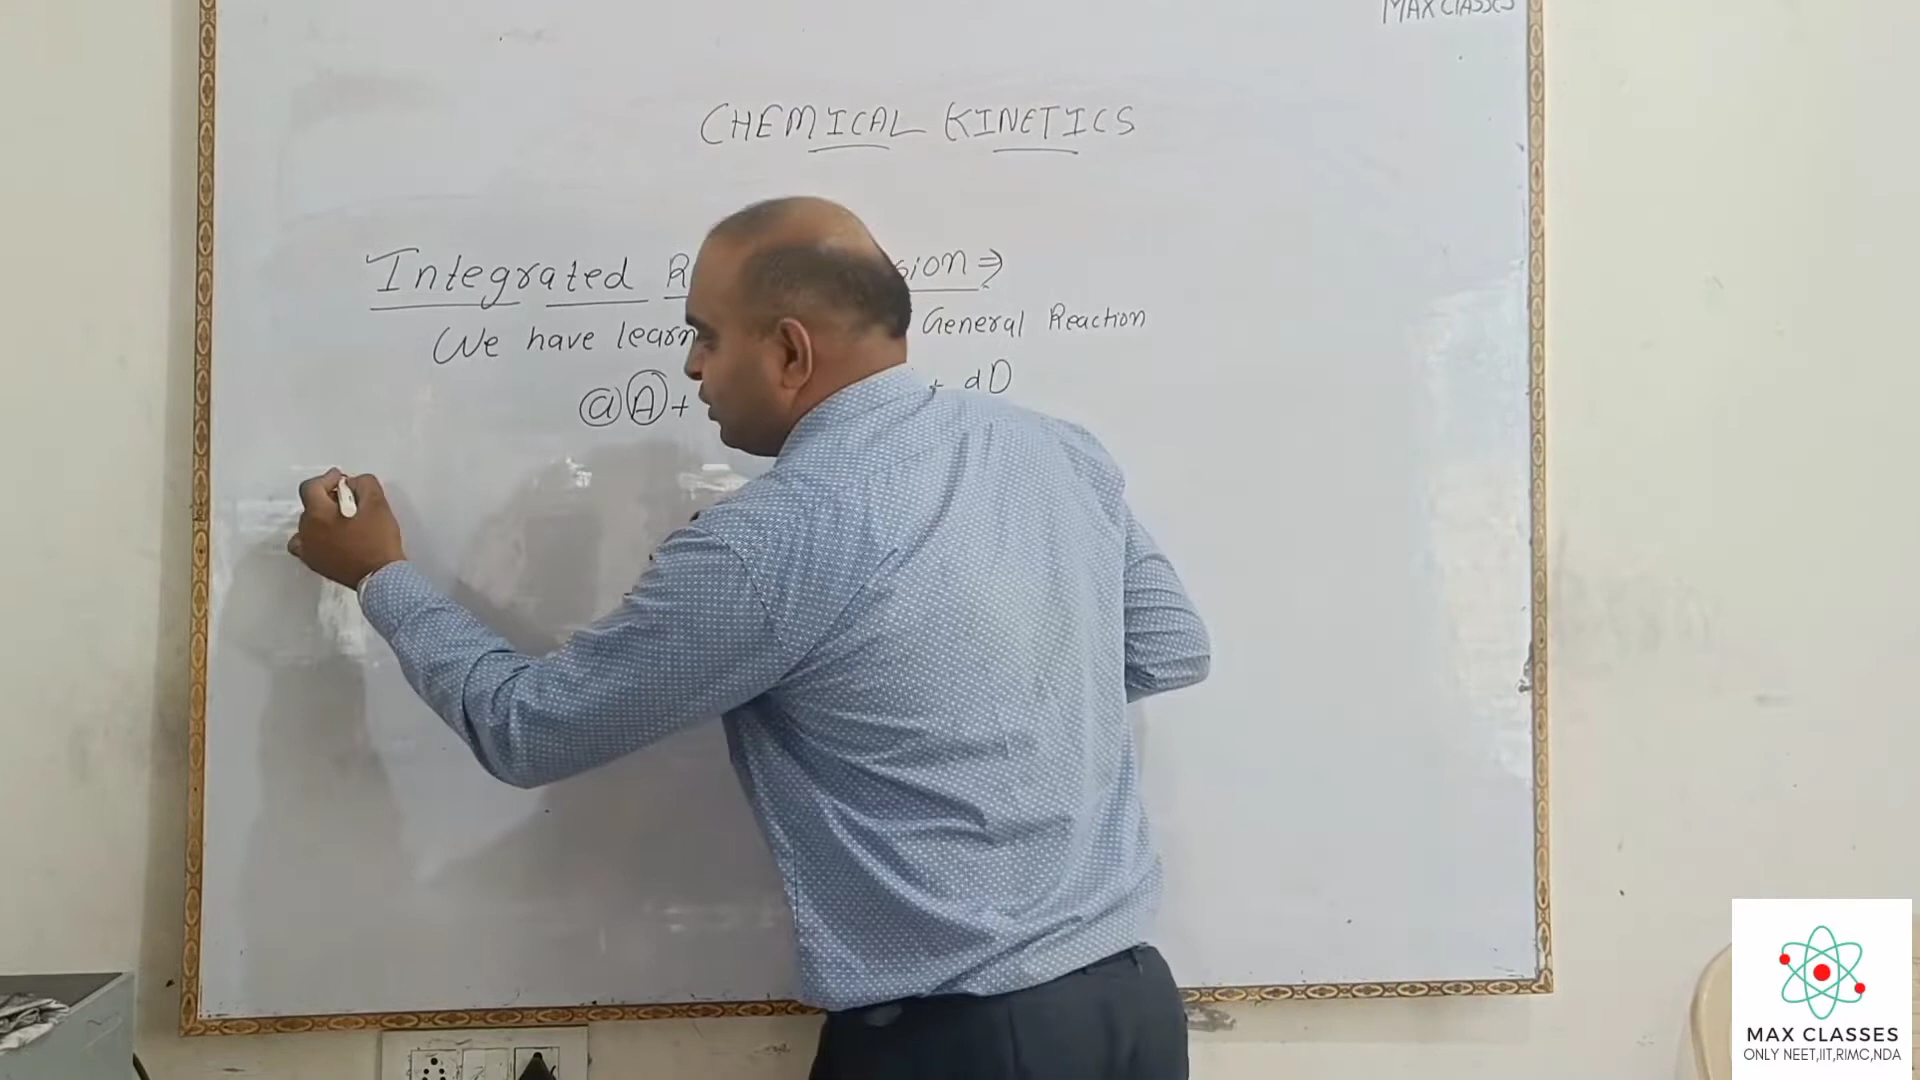 MAX CLASSES
CHEMICAL KINETICS
Integrated sion ⇒
We have learn General Reaction
a A + + dD
MAX CLASSES
ONLY NEET,IIT,RIMC,NDA